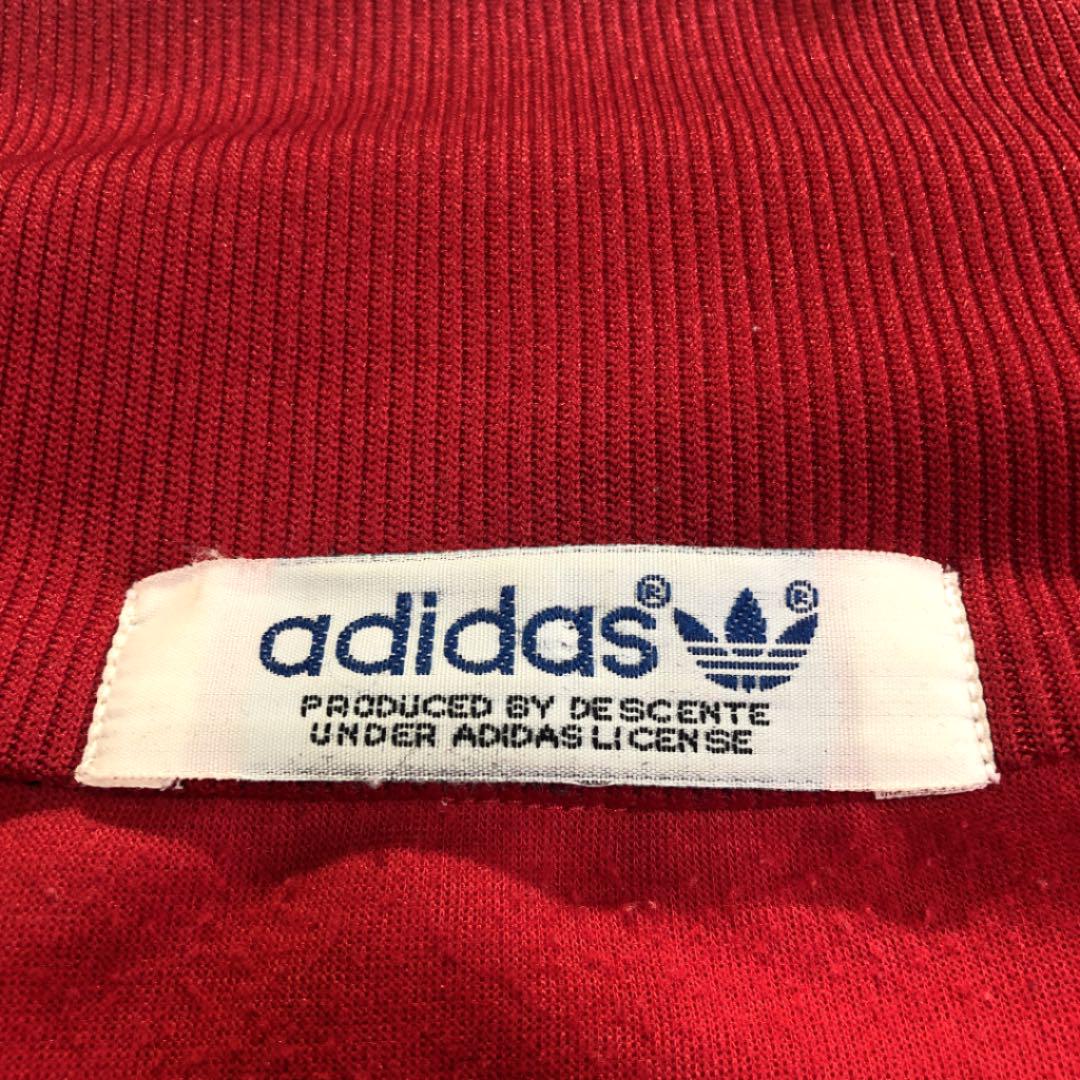 adidas® ®
PRODUCED BY DESCENTE
UNDER ADIDAS LICENSE